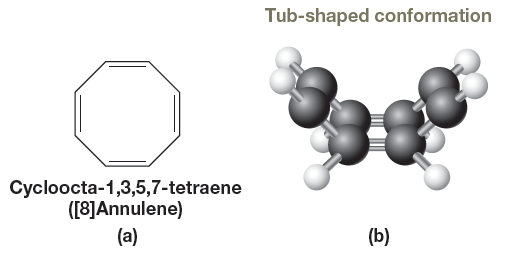 Tub-shaped conformation
Cycloocta-1,3,5,7-tetraene
([8]Annulene)
(a)
(b)